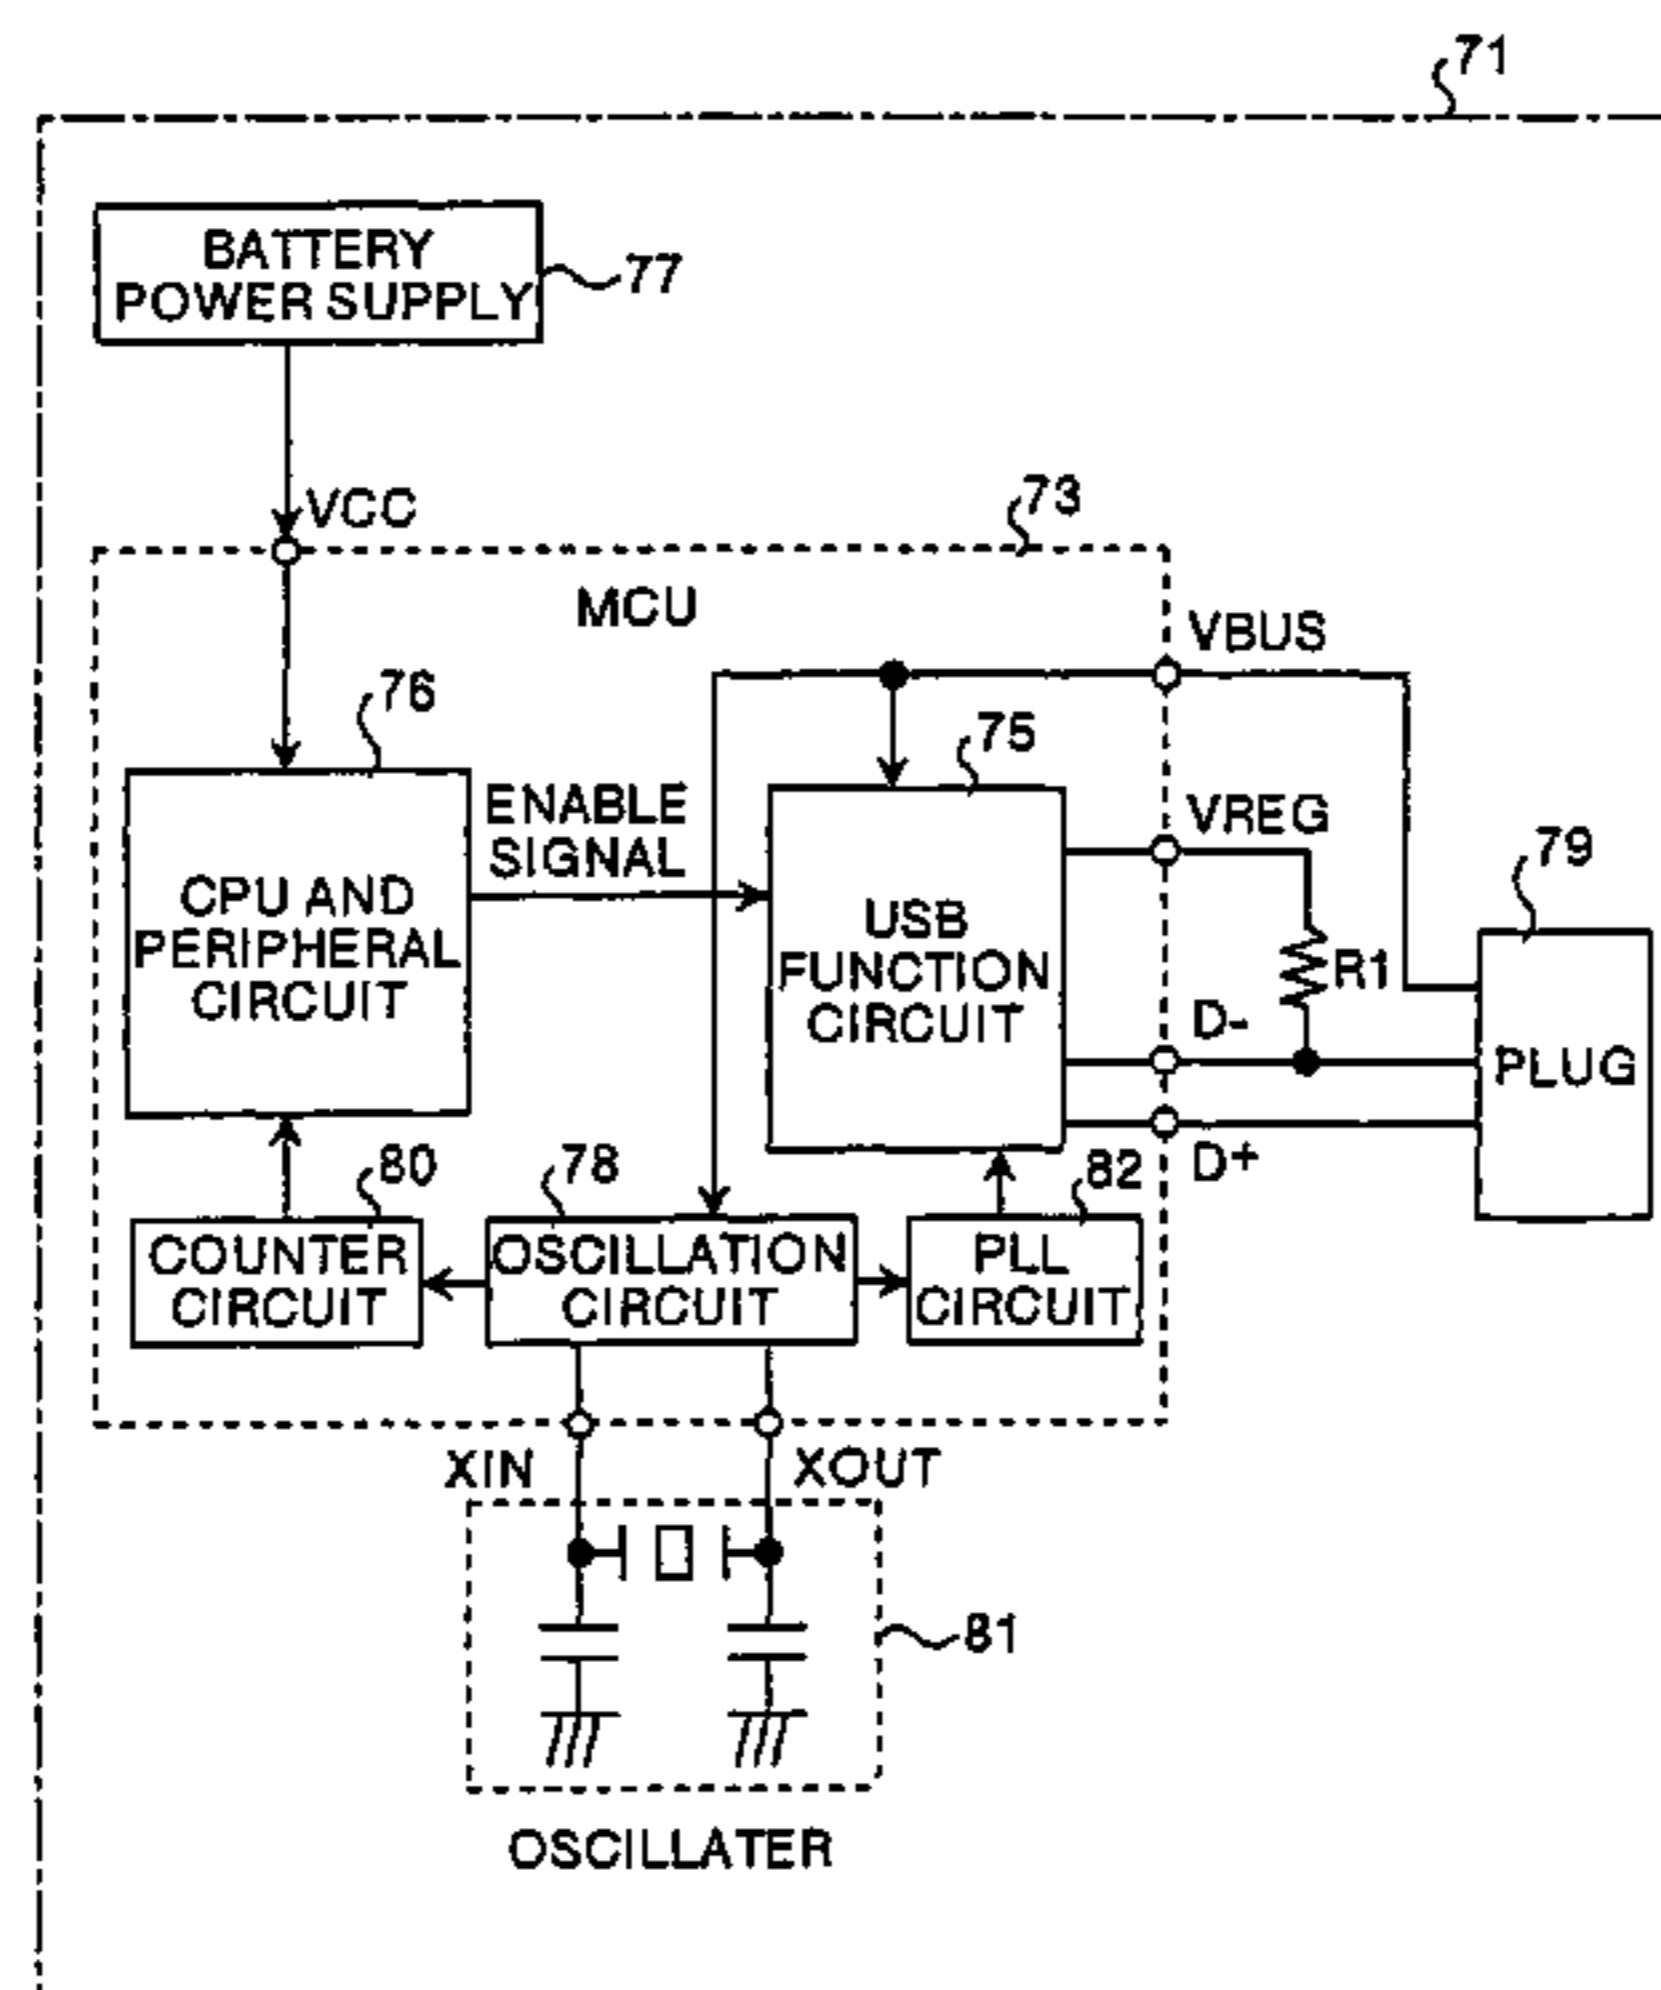 71
BATTERY
POWER SUPPLY
77
VCC
73
MCU
VBUS
76
75
ENABLE
SIGNAL
VREG
79
CPU AND
PERIPHERAL
CIRCUIT
USB
FUNCTION
CIRCUIT
R1
D-
PLUG
D+
80
78
82
COUNTER
CIRCUIT
OSCILLATION
CIRCUIT
PLL
CIRCUIT
XIN
XOUT
81
OSCILLATER